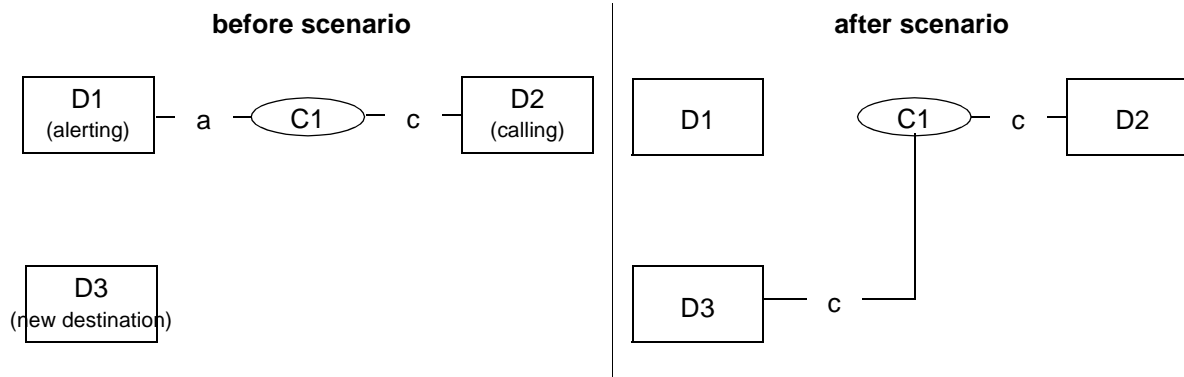 before scenario
D1
(alerting)
a
C1
c
D2
(calling)
D3
(new destination)
after scenario
D1
C1
c
D2
D3
c